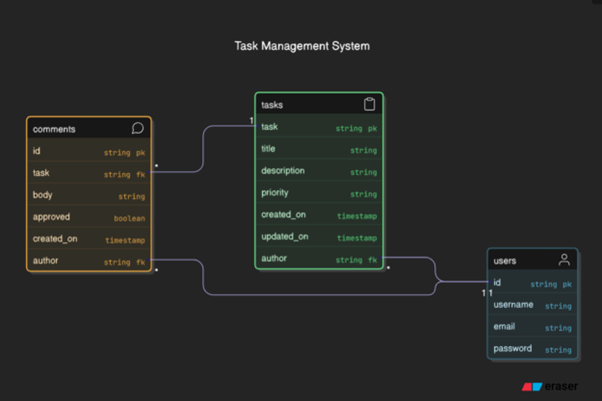 Task Management System
comments
id string pk
task string fk
body string
approved boolean
created_on timestamp
author string fk
*
*
1
tasks
task string pk
title string
description string
priority string
created_on timestamp
updated_on timestamp
author string fk
*
users
id string pk
1 1
username string
email string
password string
eraser